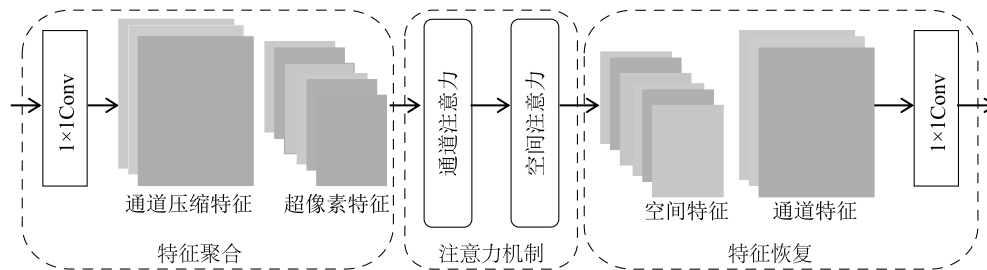 1×1Conv
通道压缩特征
超像素特征
特征聚合
通道注意力
空间注意力
注意力机制
空间特征
通道特征
1×1Conv
特征恢复